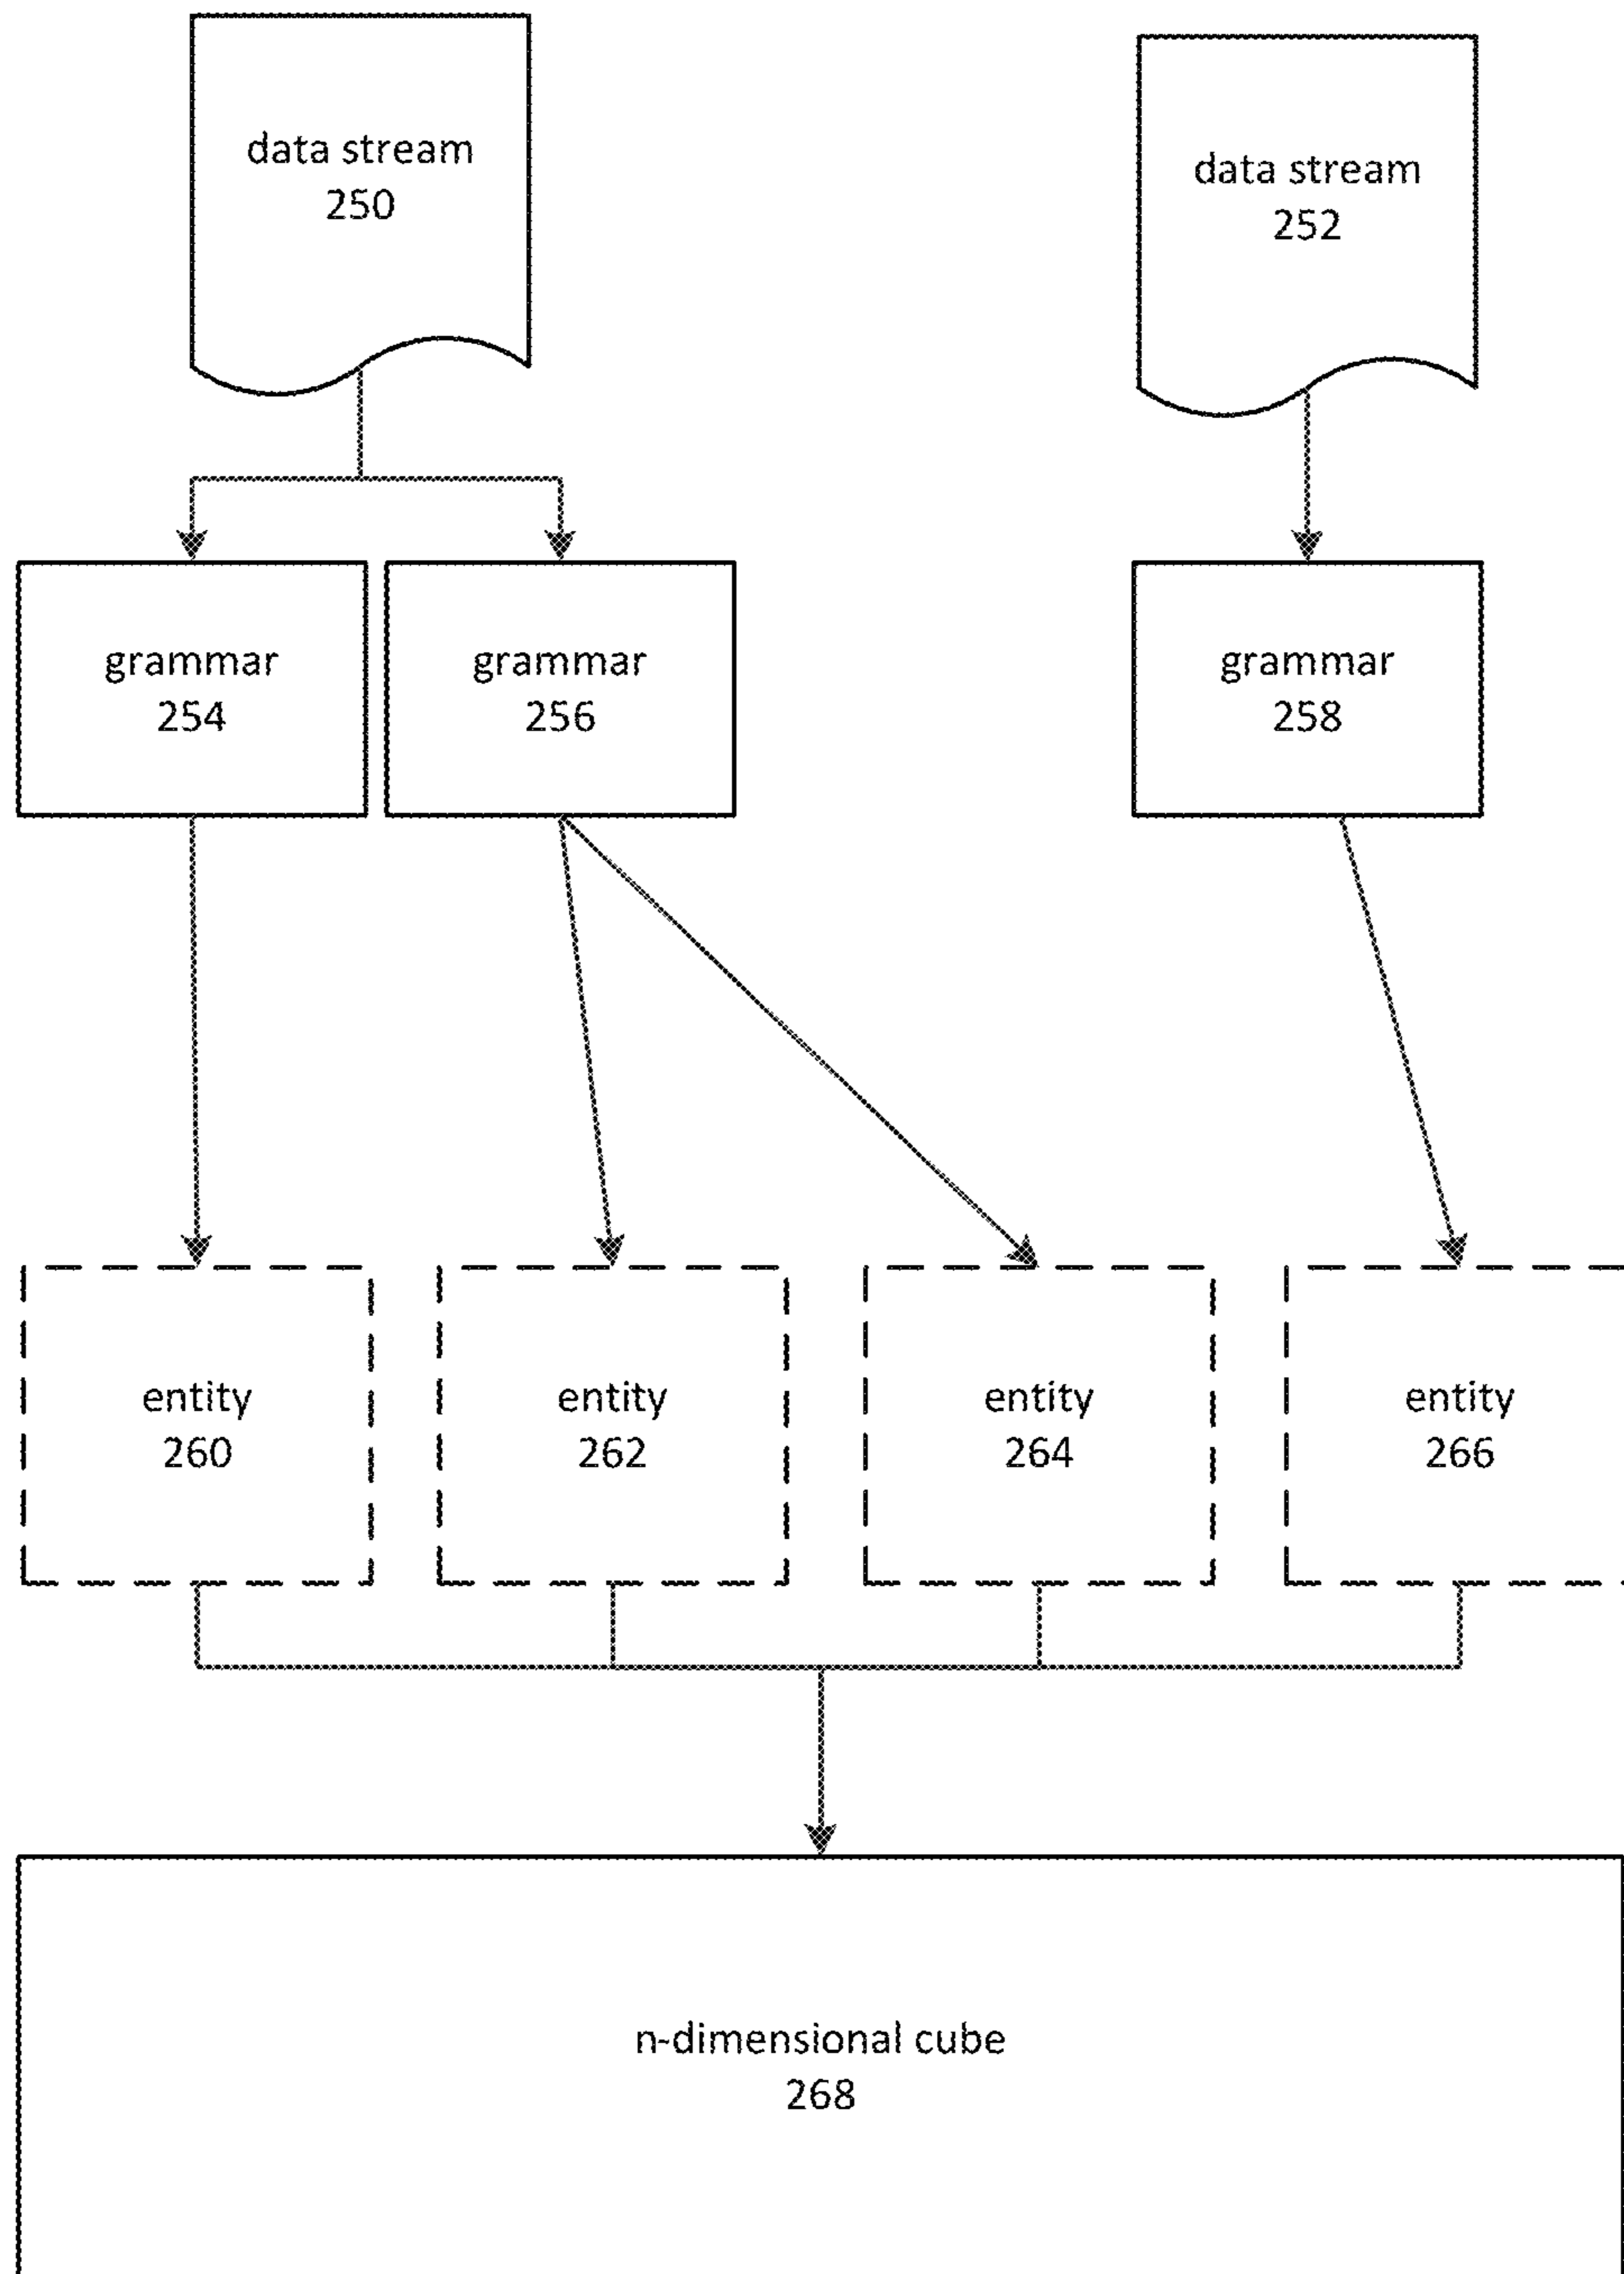 data stream
250
data stream
252
grammar
254
grammar
256
grammar
258
entity
260
entity
262
entity
264
entity
266
n-dimensional cube
268